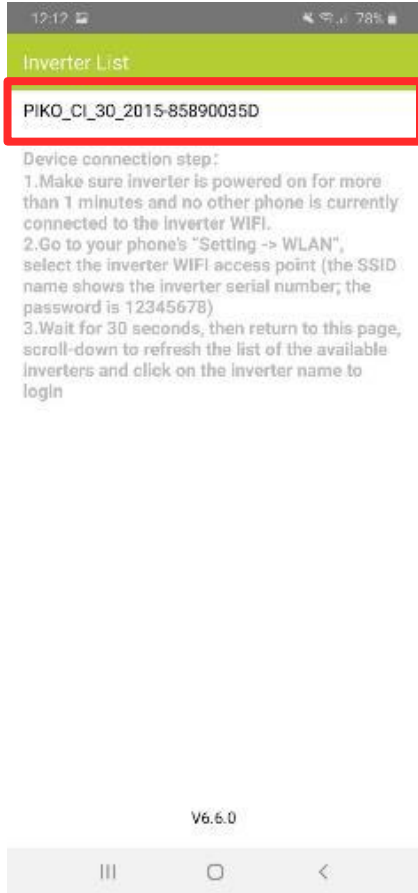 12:12 78%
Inverter List
PIKO_CI_30_2015-85890035D
Device connection step:
1.Make sure inverter is powered on for more
than 1 minutes and no other phone is currently
connected to the inverter WIFI.
2.Go to your phone's "Setting -> WLAN",
select the inverter WIFI access point (the SSID
name shows the inverter serial number; the
password is 12345678)
3.Wait for 30 seconds, then return to this page,
scroll-down to refresh the list of the available
inverters and click on the inverter name to
login
V6.6.0